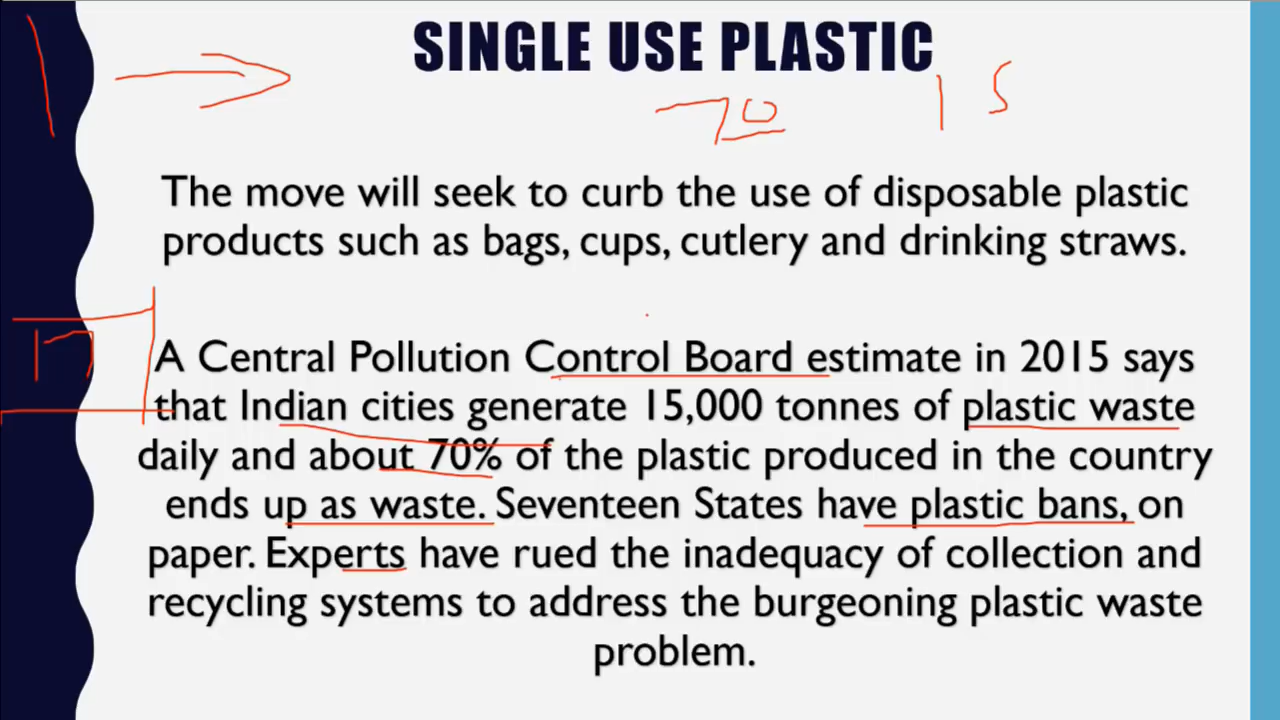 SINGLE USE PLASTIC
70
15
The move will seek to curb the use of disposable plastic
products such as bags, cups, cutlery and drinking straws.
17
A Central Pollution Control Board estimate in 2015 says
that Indian cities generate 15,000 tonnes of plastic waste
daily and about 70% of the plastic produced in the country
ends up as waste. Seventeen States have plastic bans, on
paper. Experts have rued the inadequacy of collection and
recycling systems to address the burgeoning plastic waste
problem.